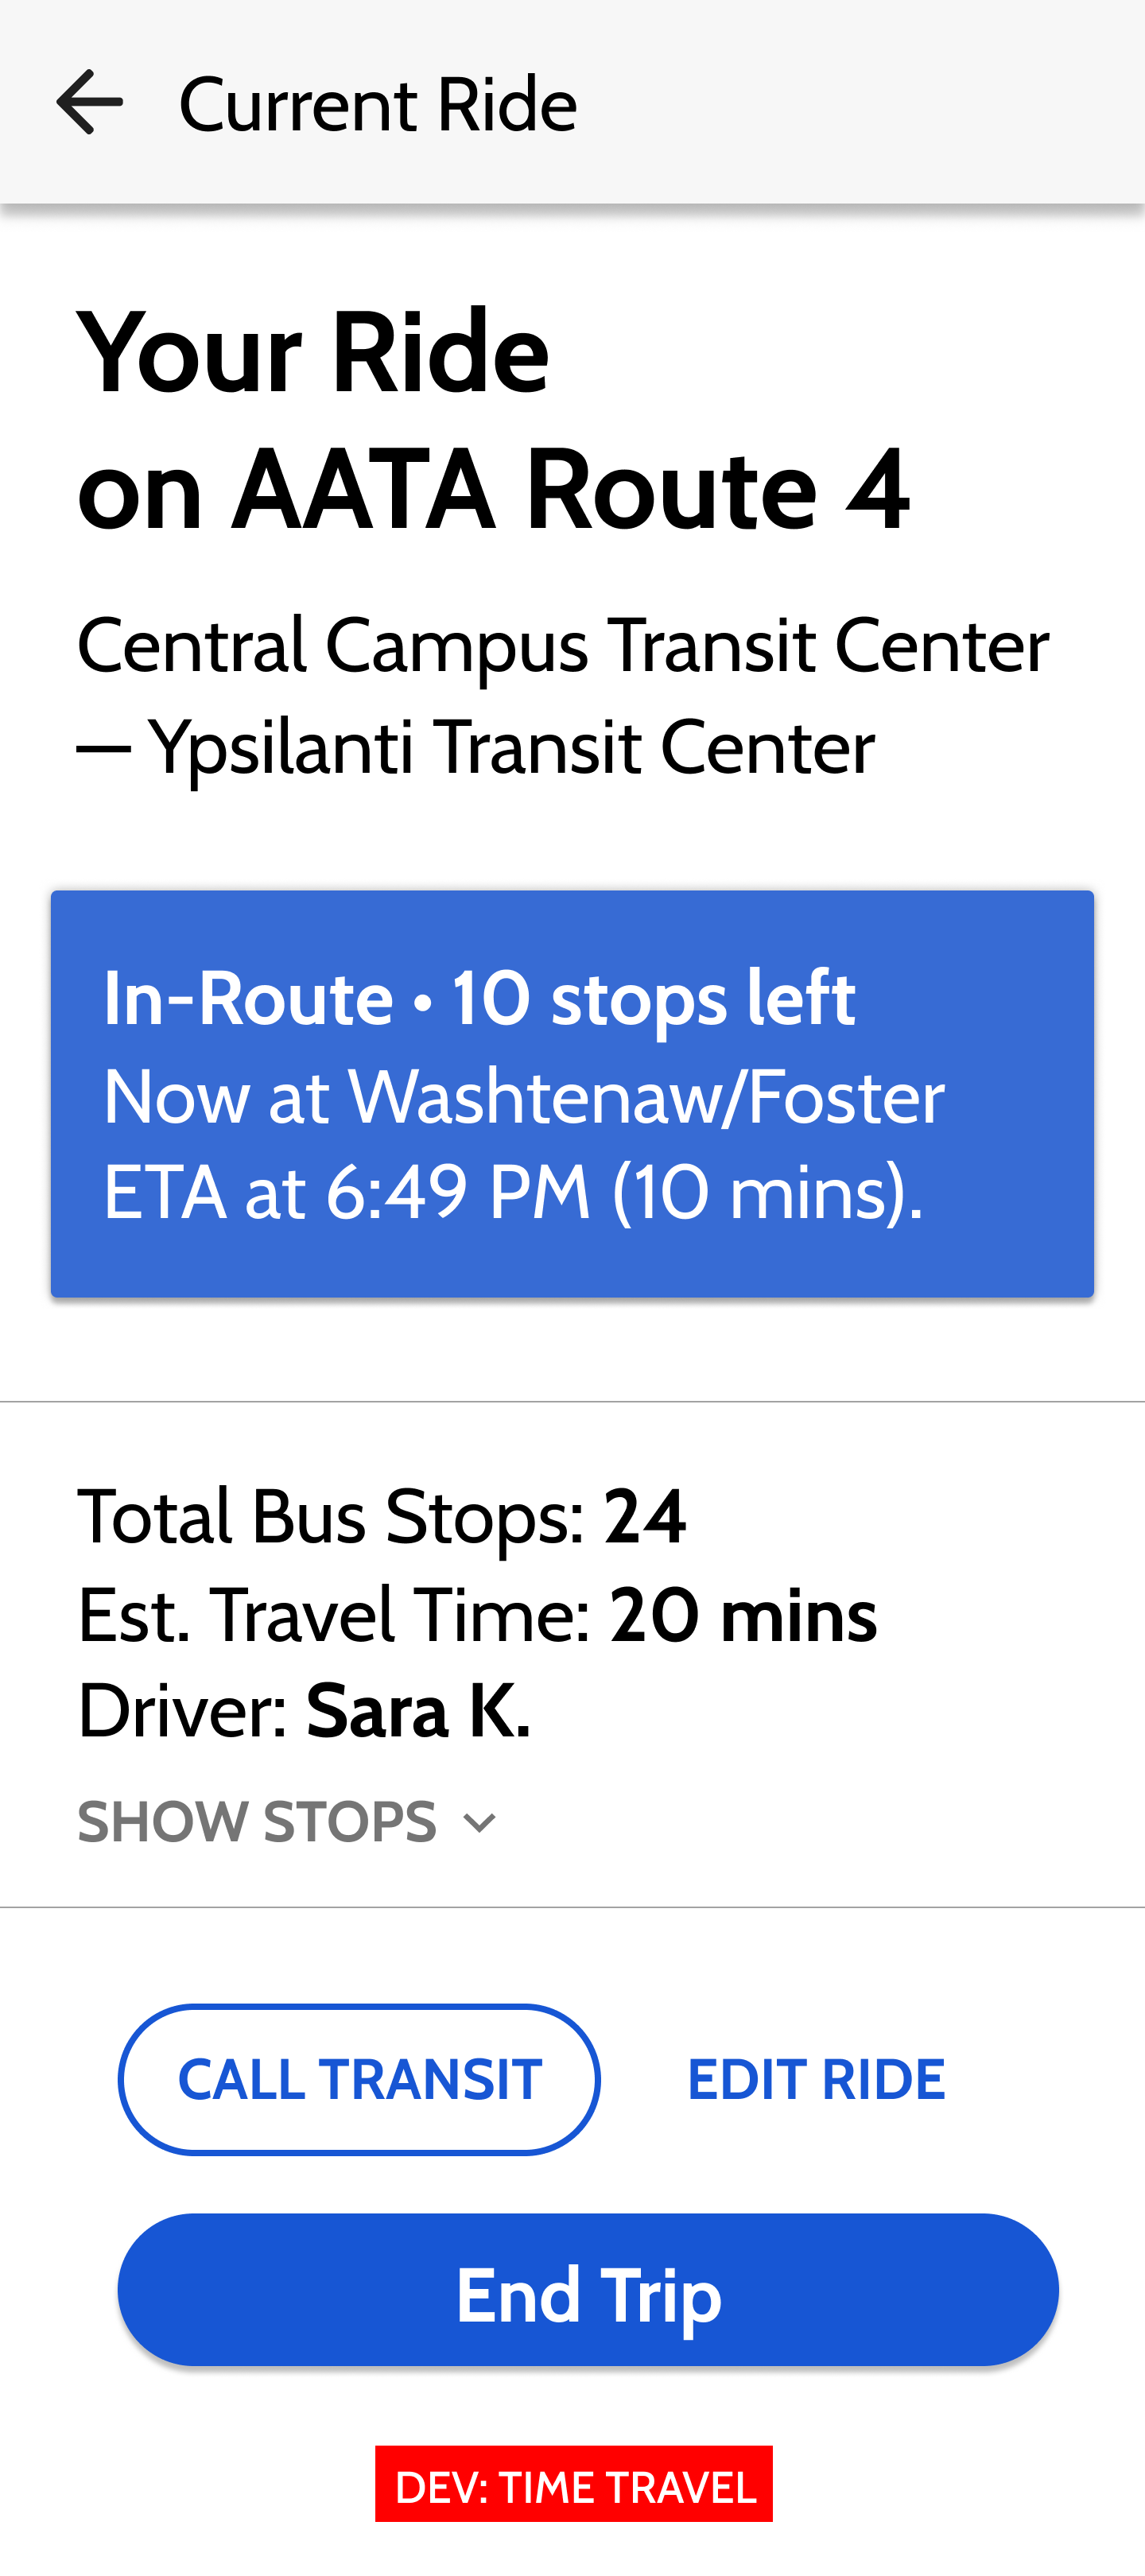 Current Ride
Your Ride
on AATA Route 4
Central Campus Transit Center
— Ypsilanti Transit Center
In-Route • 10 stops left
Now at Washtenaw/Foster
ETA at 6:49 PM (10 mins).
Total Bus Stops: 24
Est. Travel Time: 20 mins
Driver: Sara K.
SHOW STOPS
CALL TRANSIT EDIT RIDE
End Trip
DEV: TIME TRAVEL